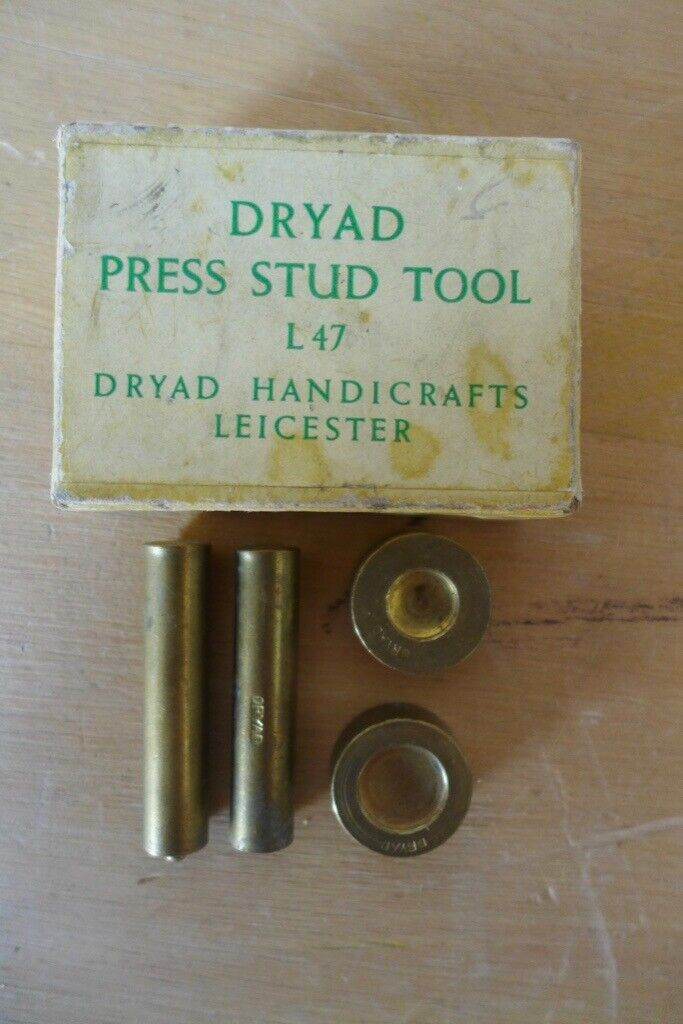 DRYAD
PRESS STUD TOOL
L 47
DRYAD HANDICRAFTS
LEICESTER
DRYAD
DRYAD